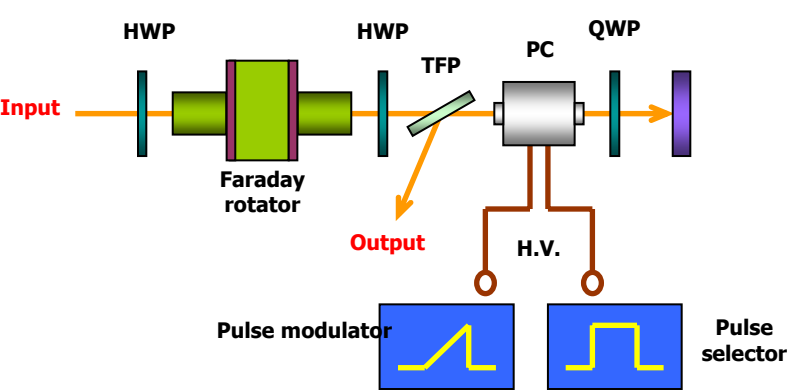 HWP
HWP
TFP
PC
QWP
Input
Faraday
rotator
Output
H.V.
Pulse modulator
Pulse
selector